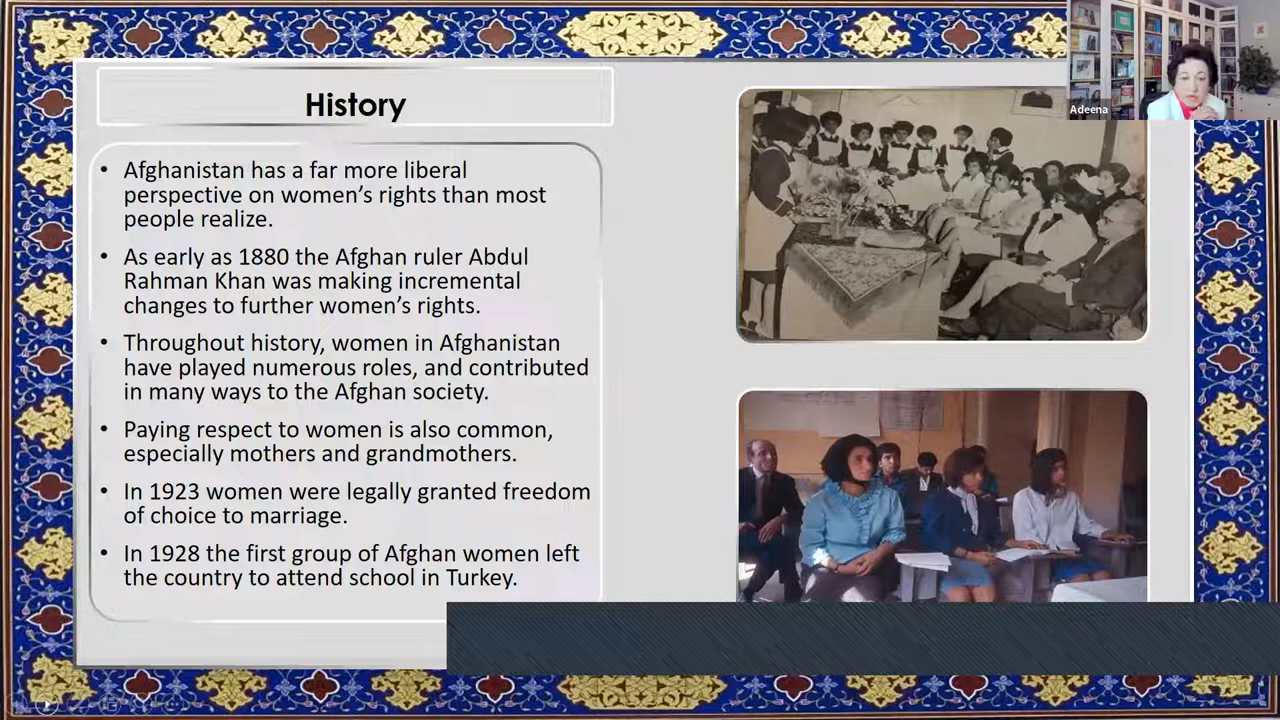 History
Adeena
• Afghanistan has a far more liberal
perspective on women’s rights than most
people realize.
• As early as 1880 the Afghan ruler Abdul
Rahman Khan was making incremental
changes to further women’s rights.
• Throughout history, women in Afghanistan
have played numerous roles, and contributed
in many ways to the Afghan society.
• Paying respect to women is also common,
especially mothers and grandmothers.
• In 1923 women were legally granted freedom
of choice to marriage.
• In 1928 the first group of Afghan women left
the country to attend school in Turkey.